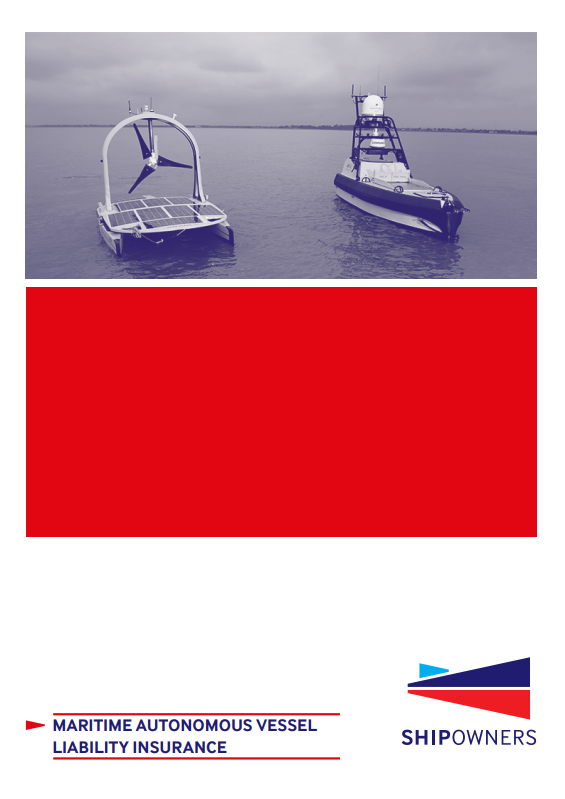 MARITIME AUTONOMOUS VESSEL
LIABILITY INSURANCE
SHIPOWNERS